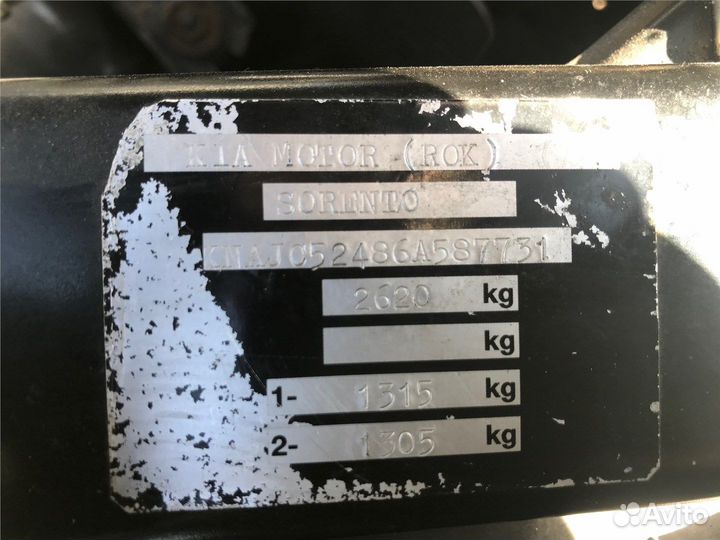 KIA MOTOR (ROK)
SORENTO
KNAJC52486A587731
2620 kg
kg
1- 1315 kg
2- 1305 kg
Avito